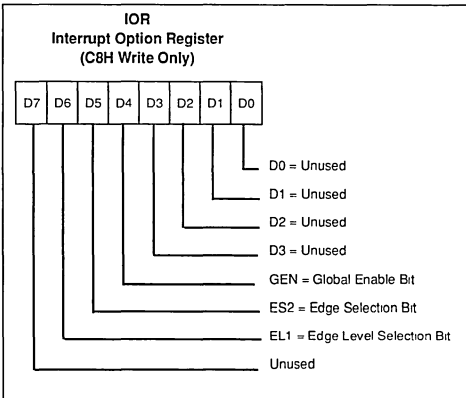 IOR
Interrupt Option Register
(C8H Write Only)
D7 D6 D5 D4 D3 D2 D1 D0
D0 = Unused
D1 = Unused
D2 = Unused
D3 = Unused
GEN = Global Enable Bit
ES2 = Edge Selection Bit
EL1 = Edge Level Selection Bit
Unused